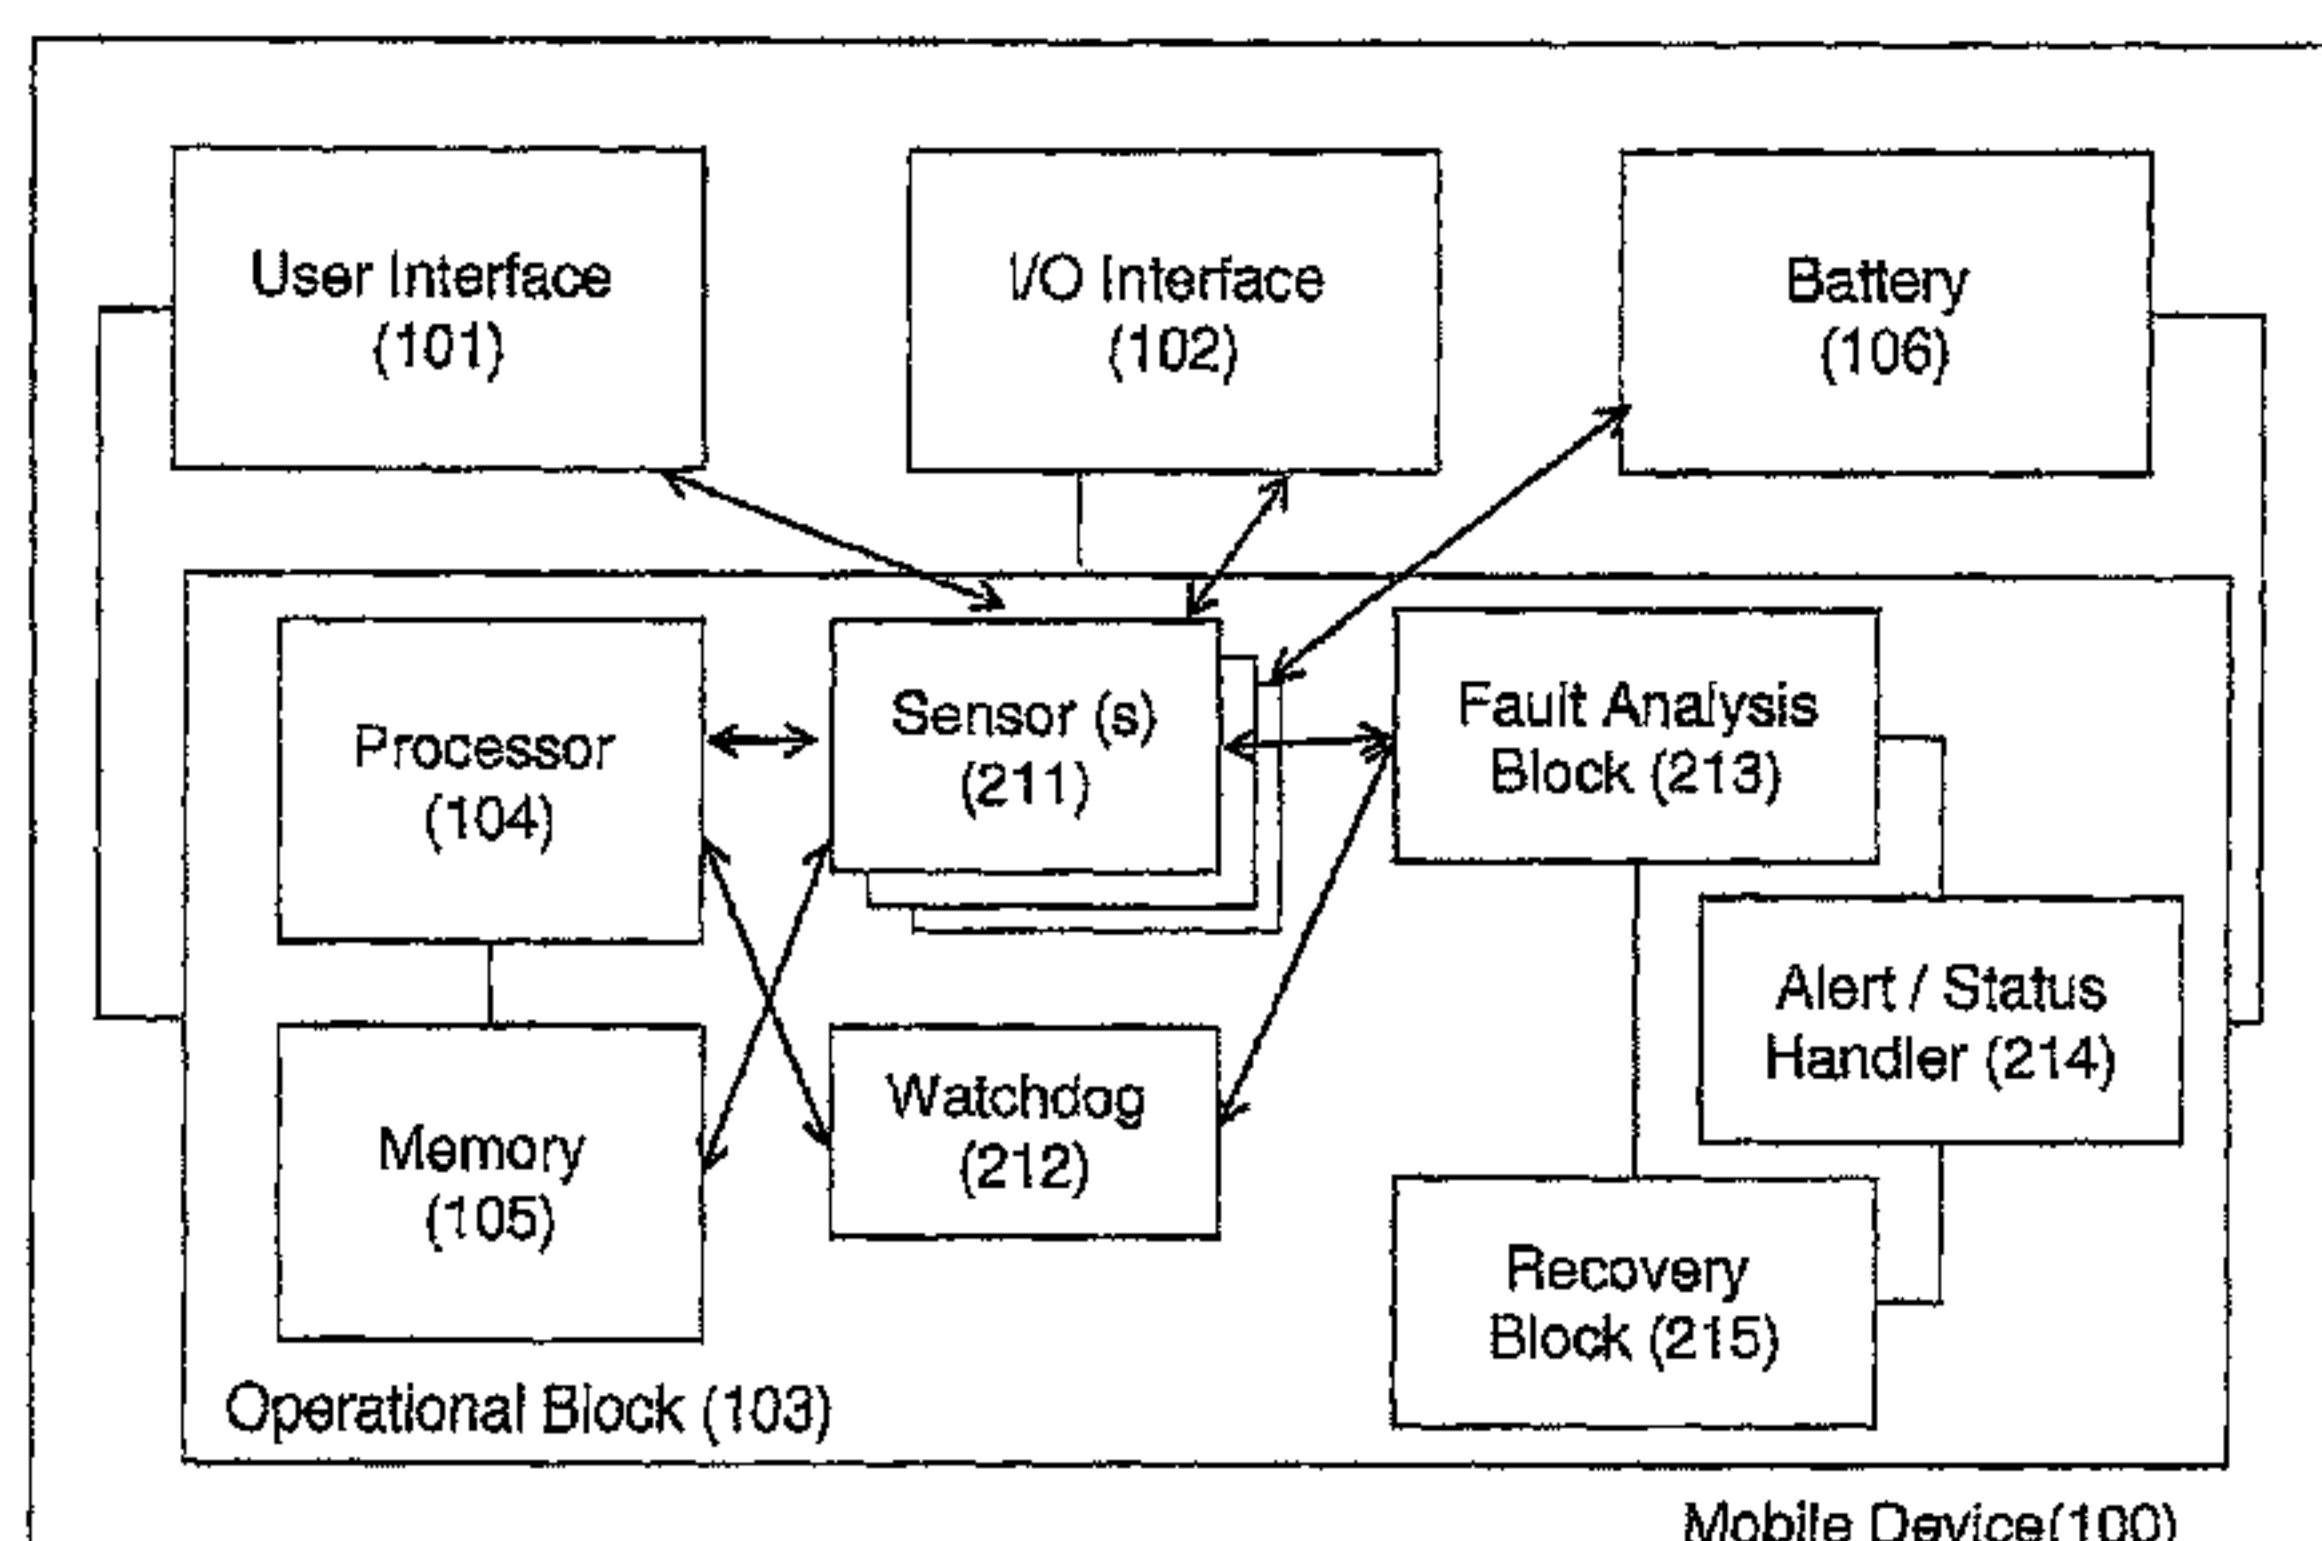 User Interface
(101)
I/O Interface
(102)
Battery
(106)
Processor
(104)
Sensor (s)
(211)
Fault Analysis
Block (213)
Alert / Status
Handler (214)
Memory
(105)
Watchdog
(212)
Recovery
Block (215)
Operational Block (103)
Mobile Device(100)